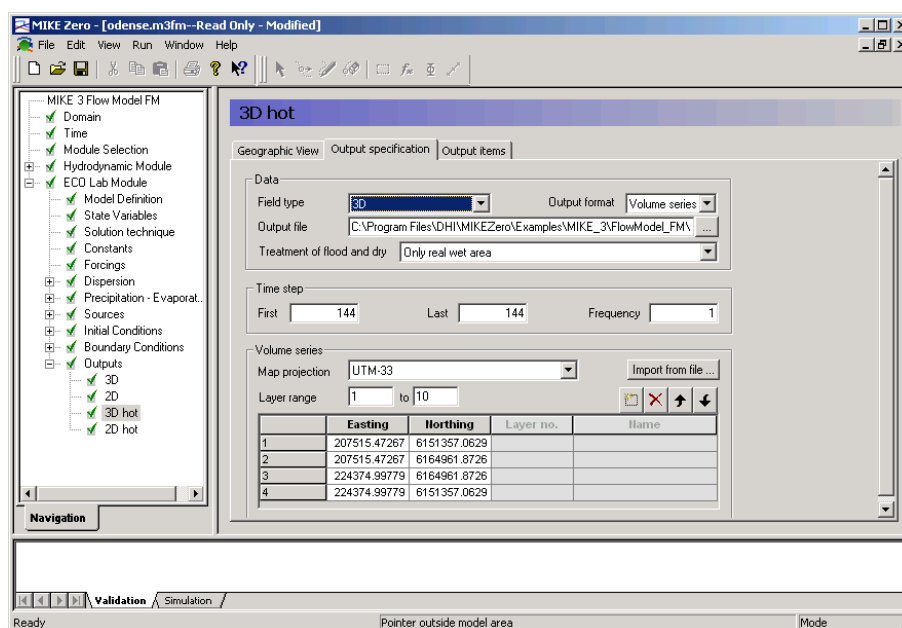 MIKE Zero - [odense.m3fm--Read Only - Modified]
File Edit View Run Window Help
MIKE 3 Flow Model FM
Domain
Time
Module Selection
Hydrodynamic Module
ECO Lab Module
Model Definition
State Variables
Solution technique
Constants
Forcings
Dispersion
Precipitation - Evaporat..
Sources
Initial Conditions
Boundary Conditions
Outputs
3D
2D
3D hot
2D hot
Navigation
3D hot
Geographic View Output specification Output items
Data
Field type 3D Output format Volume series
Output file C:\Program Files\DHI\MIKEZero\Examples\MIKE_3\FlowModel_FM\ ...
Treatment of flood and dry Only real wet area
Time step
First 144 Last 144 Frequency 1
Volume series
Map projection UTM-33 Import from file ...
Layer range 1 to 10
Easting Northing Layer no. Name
1 207515.47267 6151357.0629
2 207515.47267 6164961.8726
3 224374.99779 6164961.8726
4 224374.99779 6151357.0629
Validation Simulation
Ready Pointer outside model area Mode